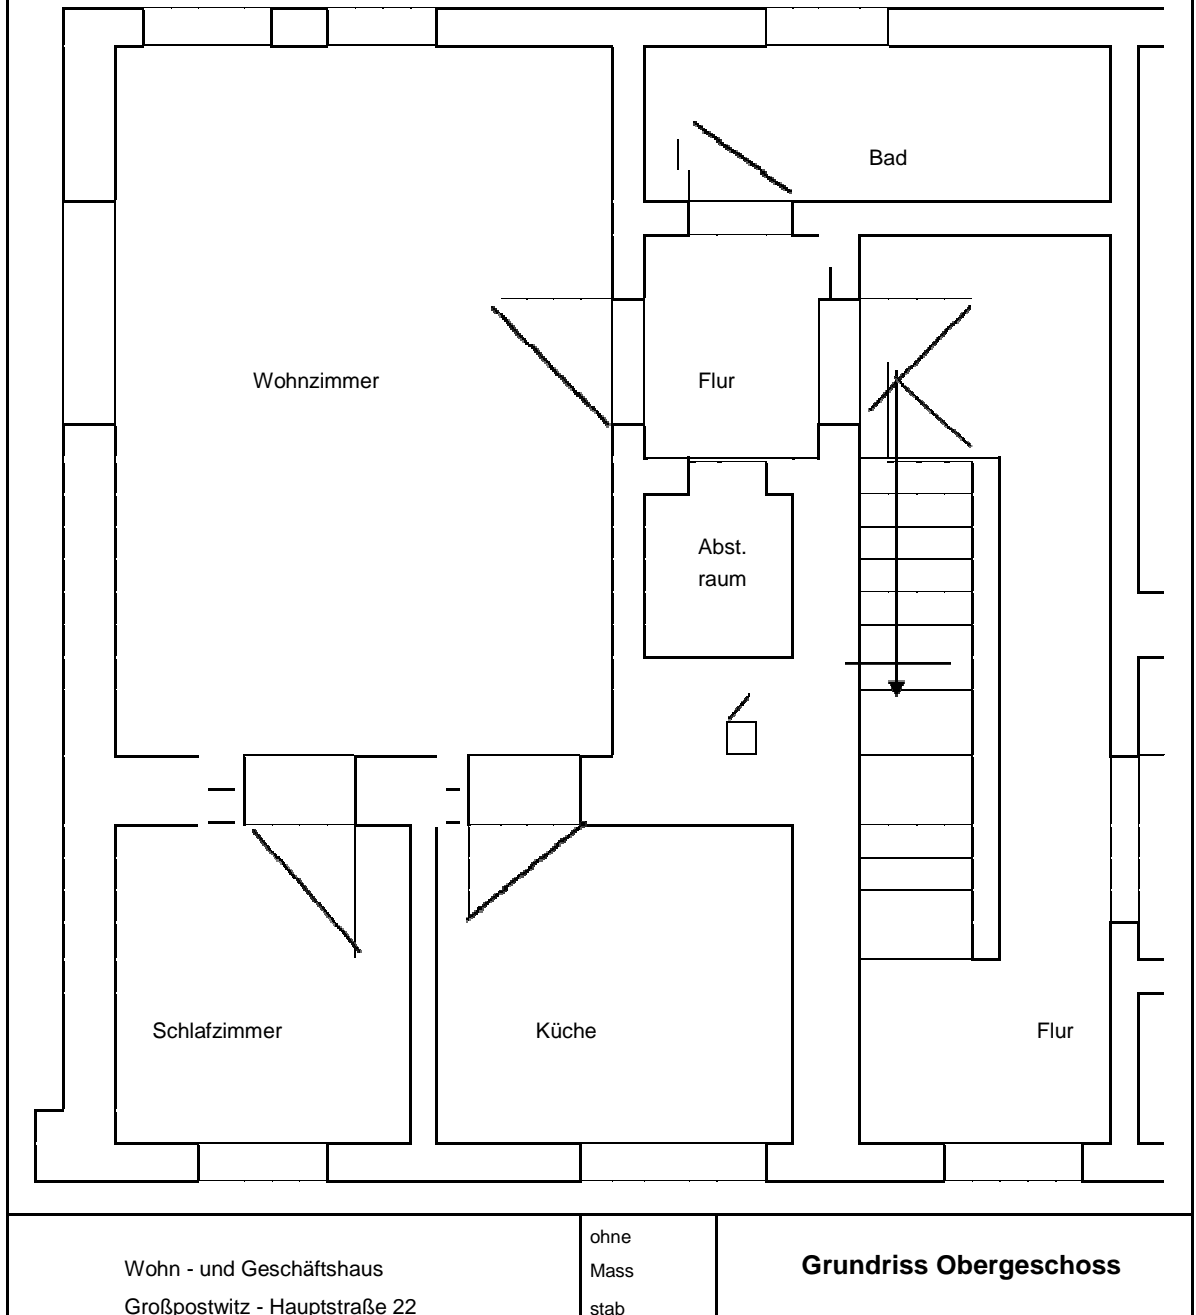 Bad
Wohnzimmer
Flur
Abst.
raum
Schlafzimmer
Küche
Flur
Wohn - und Geschäftshaus
Großpostwitz - Hauptstraße 22
ohne
Mass
stab
Grundriss Obergeschoss